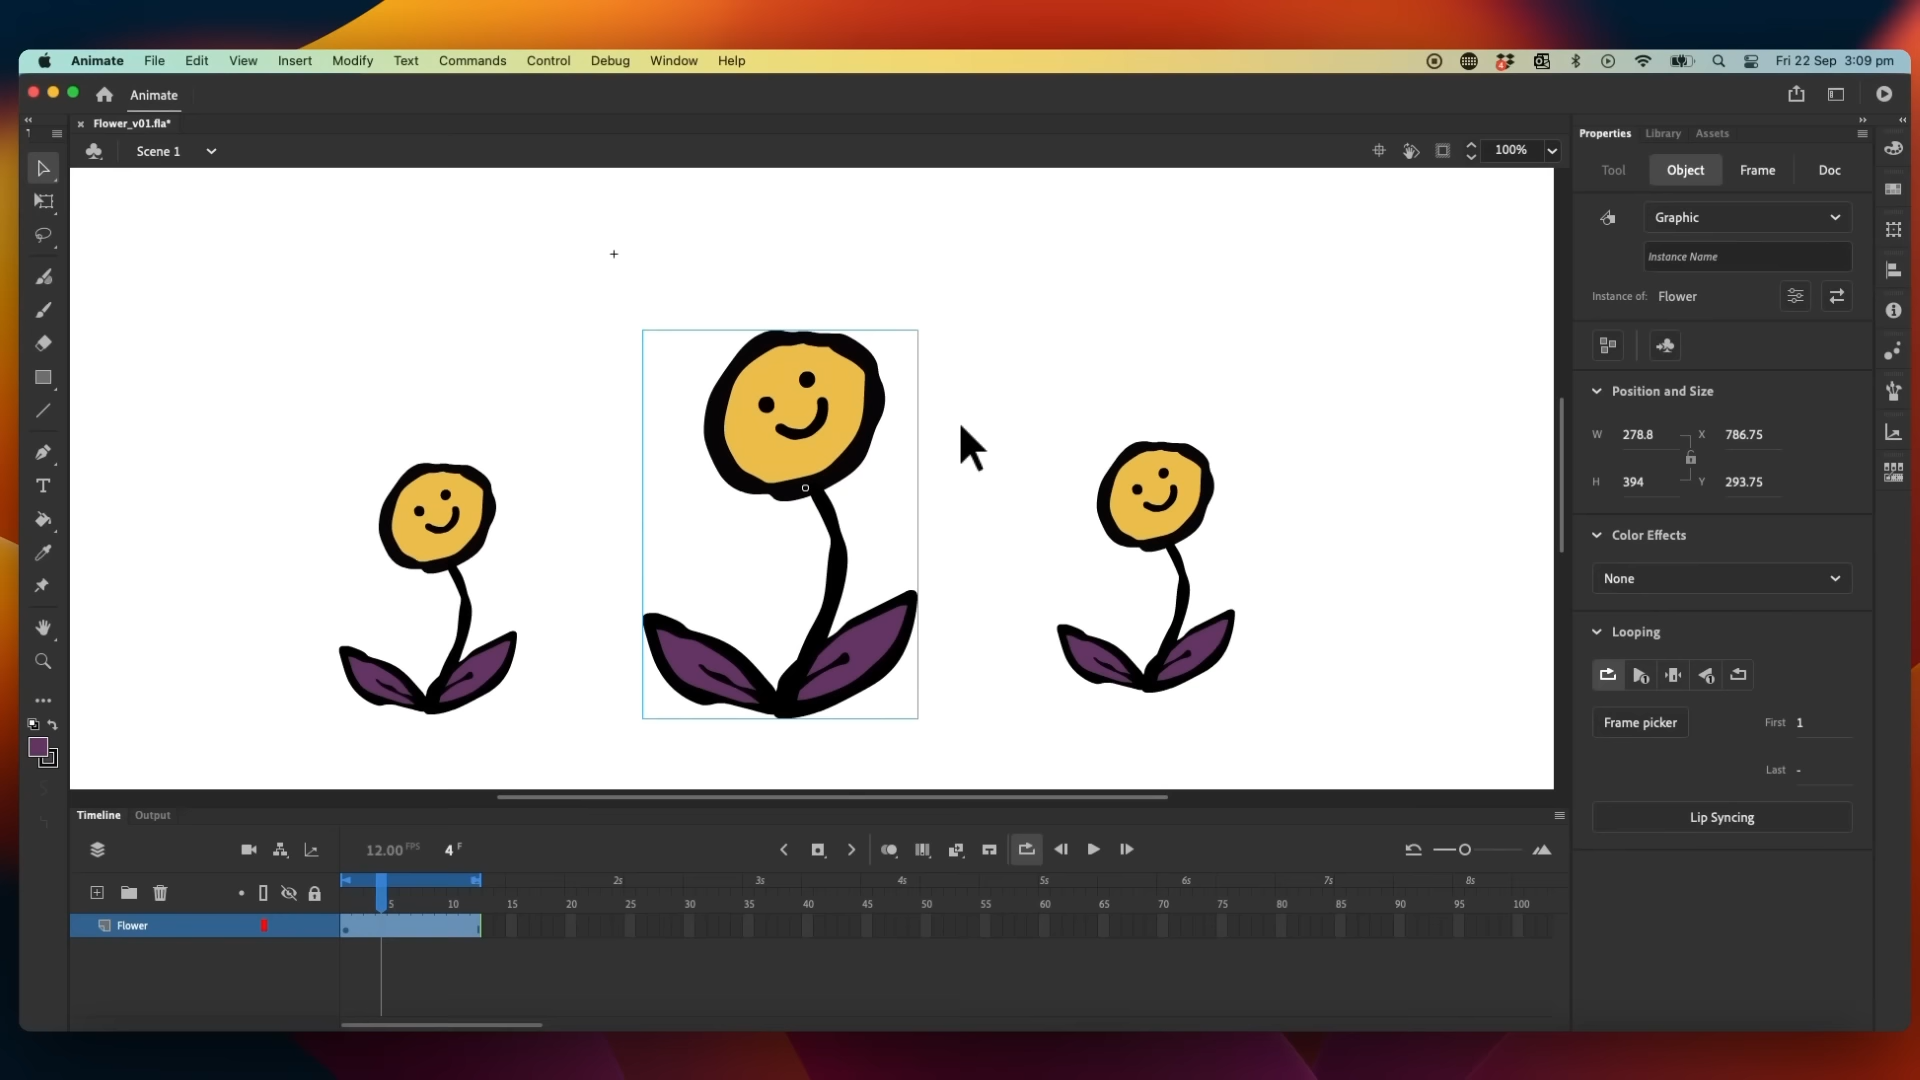 Animate File Edit View Insert Modify Text Commands Control Debug Window Help
4
Fri 22 Sep 3:09 pm
Animate
Flower_v01.fla*
Scene 1
100%
Properties Library Assets
Tool Object Frame Doc
Graphic
Instance Name
Instance of: Flower
Position and Size
W 278.8 X 786.75
H 394 Y 293.75
Color Effects
None
Looping
Frame picker First 1
Last -
Lip Syncing
Timeline Output
12.00 FPS 4 F
2s 3s 4s 5s 6s 7s 8s
5 10 15 20 25 30 35 40 45 50 55 60 65 70 75 80 85 90 95 100
Flower